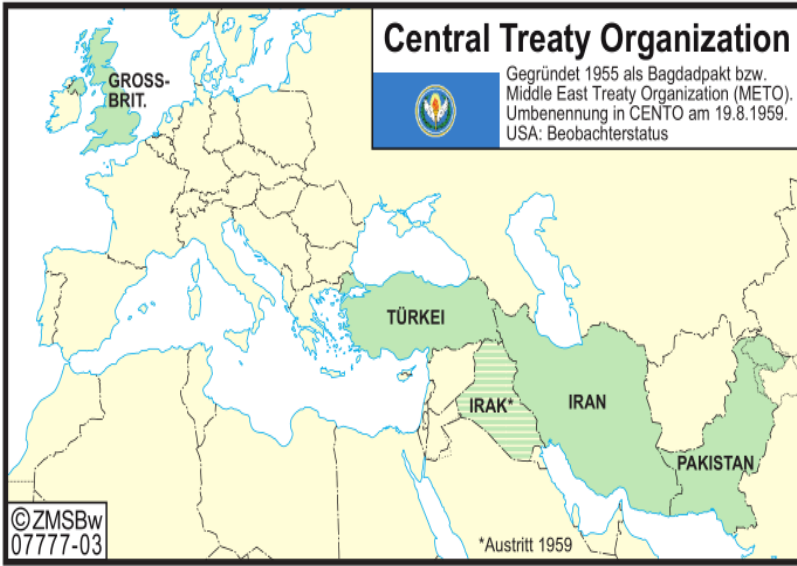 Central Treaty Organization
Gegründet 1955 als Bagdadpakt bzw.
Middle East Treaty Organization (METO).
Umbenennung in CENTO am 19.8.1959.
USA: Beobachterstatus
GROSS-
BRIT.
TÜRKEI
IRAK*
IRAN
PAKISTAN
*Austritt 1959
©ZMSBw
07777-03